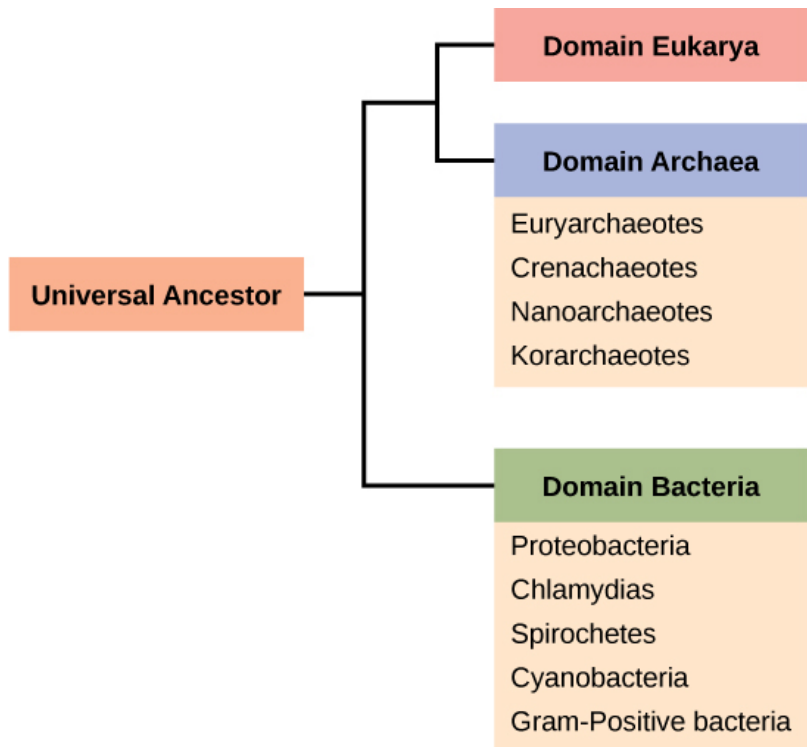 Domain Eukarya
Domain Archaea
Euryarchaeotes
Crenachaeotes
Nanoarchaeotes
Korarchaeotes
Universal Ancestor
Domain Bacteria
Proteobacteria
Chlamydias
Spirochetes
Cyanobacteria
Gram-Positive bacteria